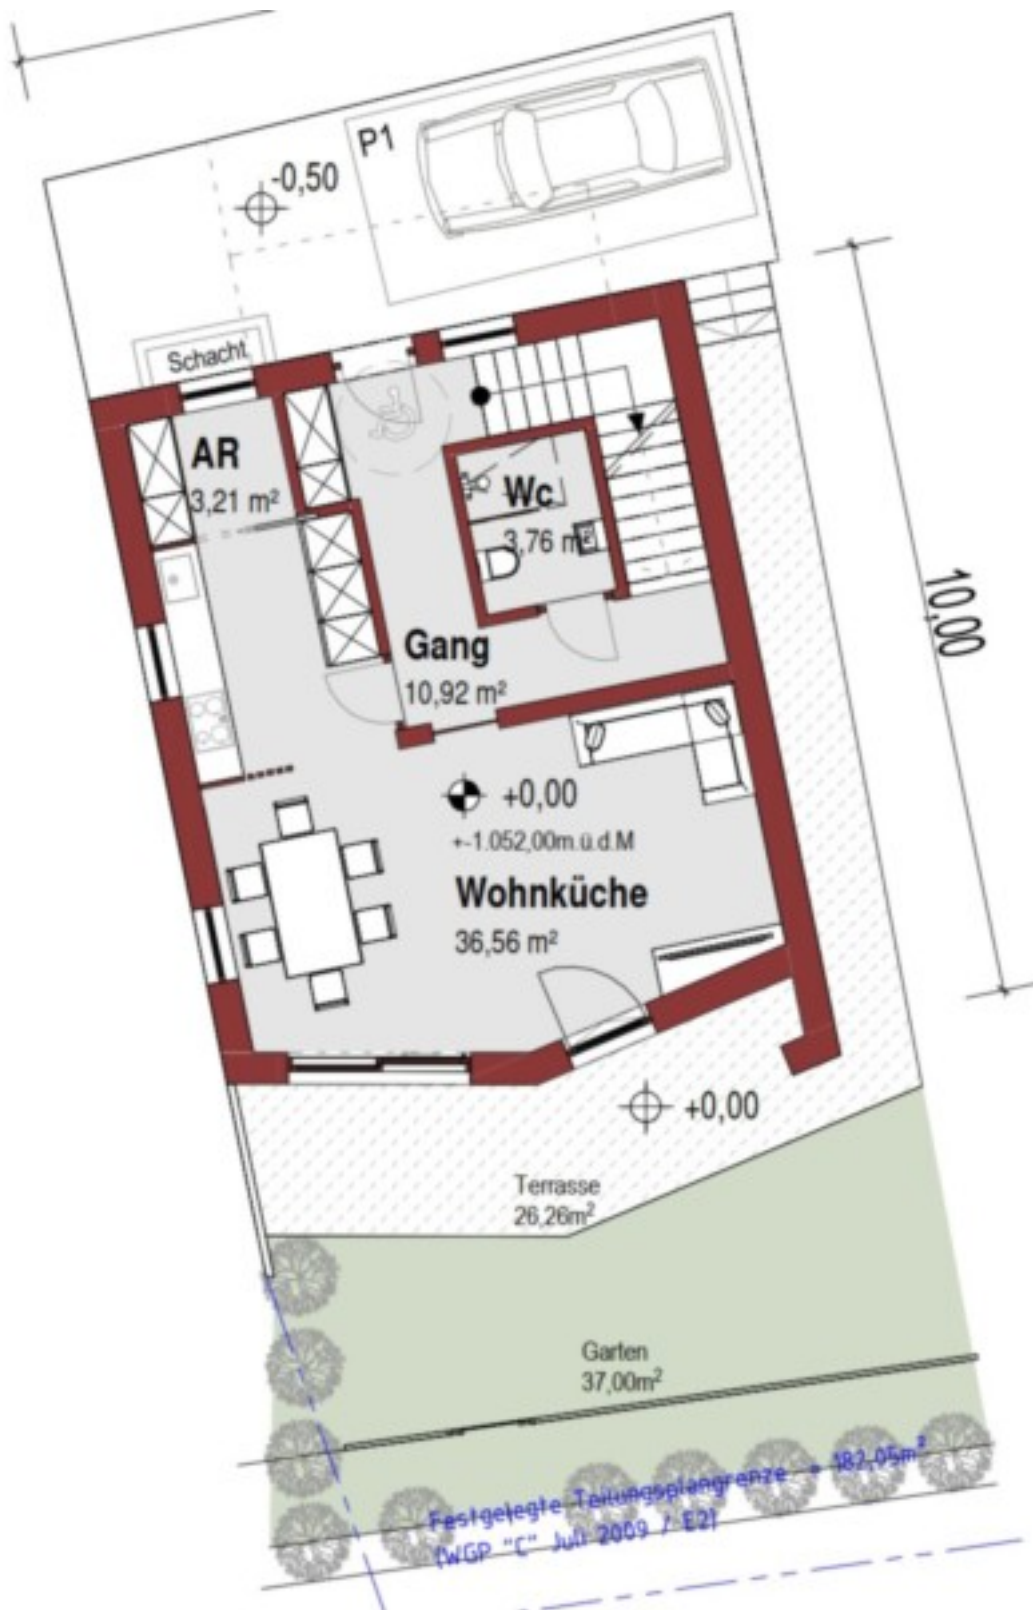 P1
-0,50
Schacht
AR
3,21 m²
Wc
3,76 m²
10,00
Gang
10,92 m²
+0,00
+-1.052,00m.ü.d.M
Wohnküche
36,56 m²
+0,00
Terrasse
26,26m²
Garten
37,00m²
Festgelegte Teilungsplangrenze = 182,05m²
(WGP "C" Juli 2009 / E2)